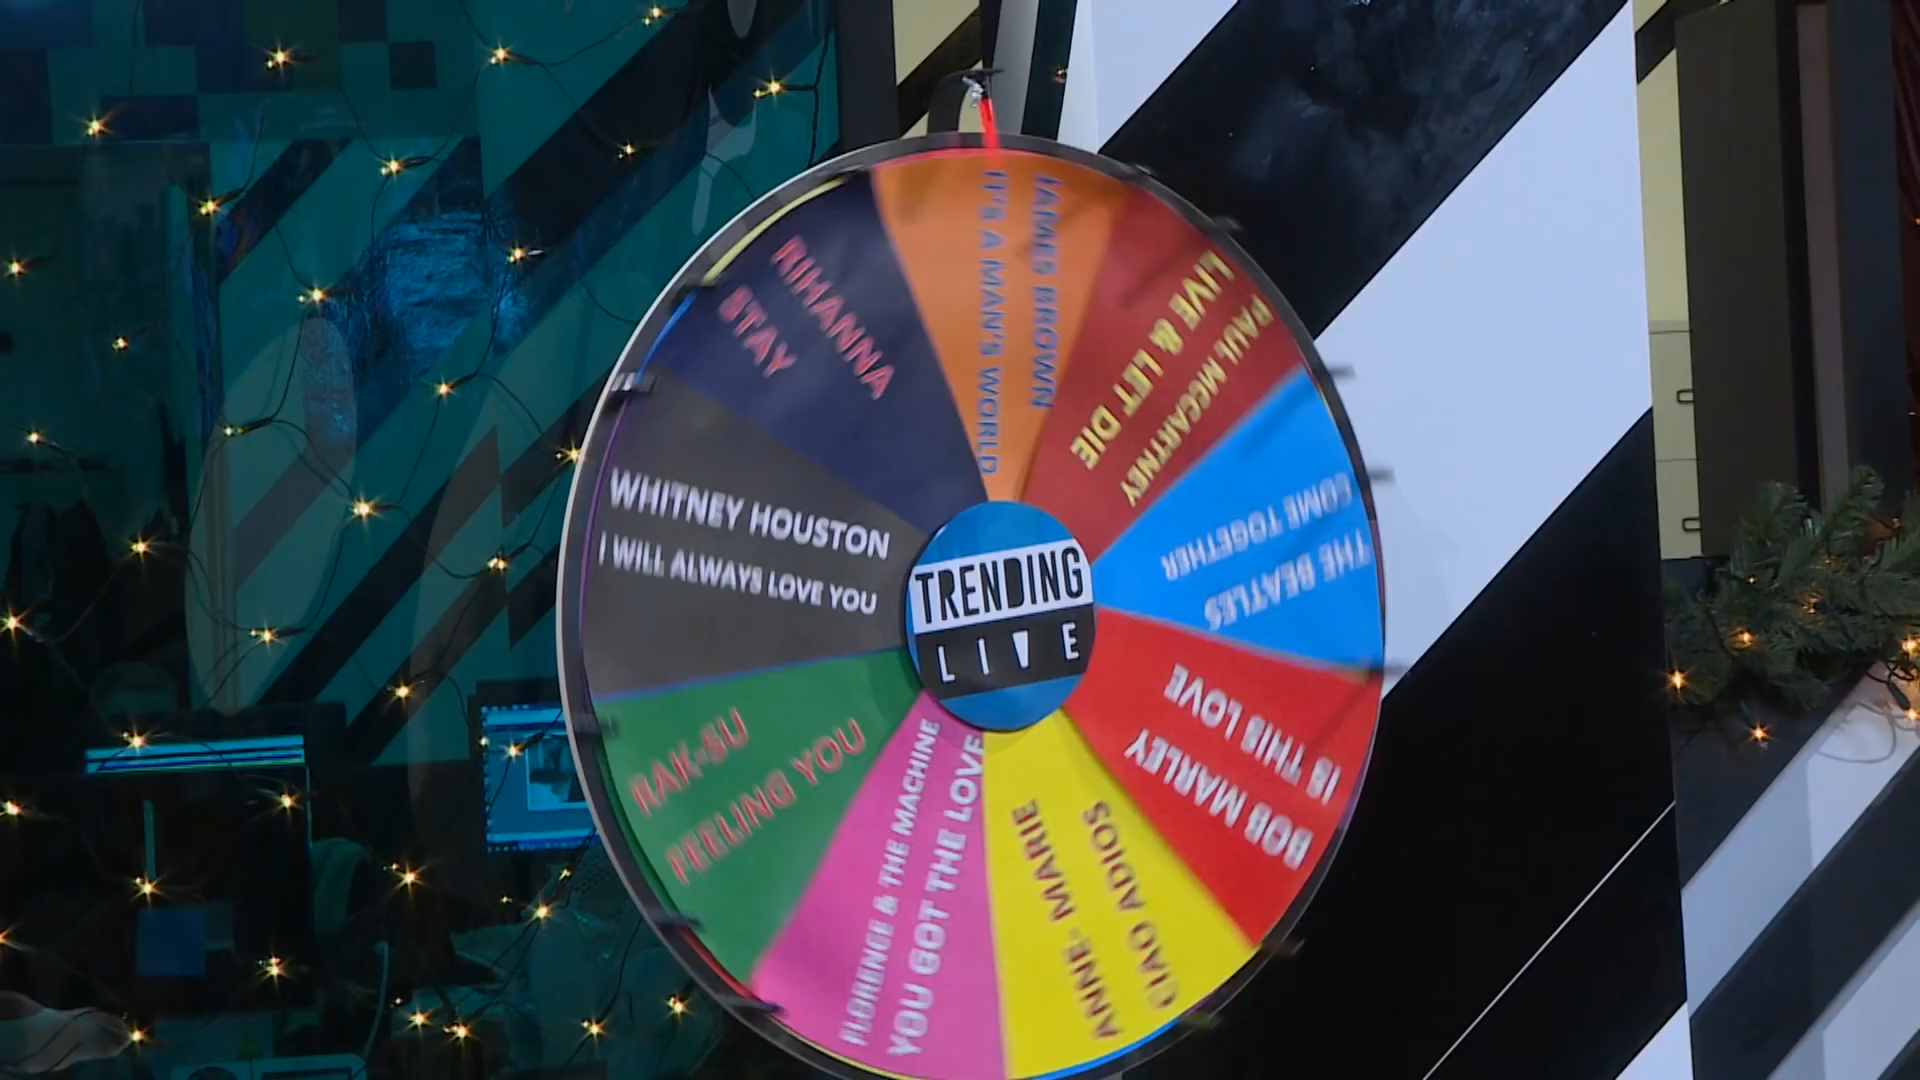 JAMES BROWN
IT'S A MAN'S WORLD
PAUL MCCARTNEY
LIVE & LET DIE
THE BEATLES
COME TOGETHER
BOB MARLEY
IS THIS LOVE
ANNE- MARIE
CIAO ADIOS
FLORENCE & THE MACHINE
YOU GOT THE LOVE
RAK-SU
FEELING YOU
WHITNEY HOUSTON
I WILL ALWAYS LOVE YOU
RIHANNA
STAY
TRENDING
LIVE